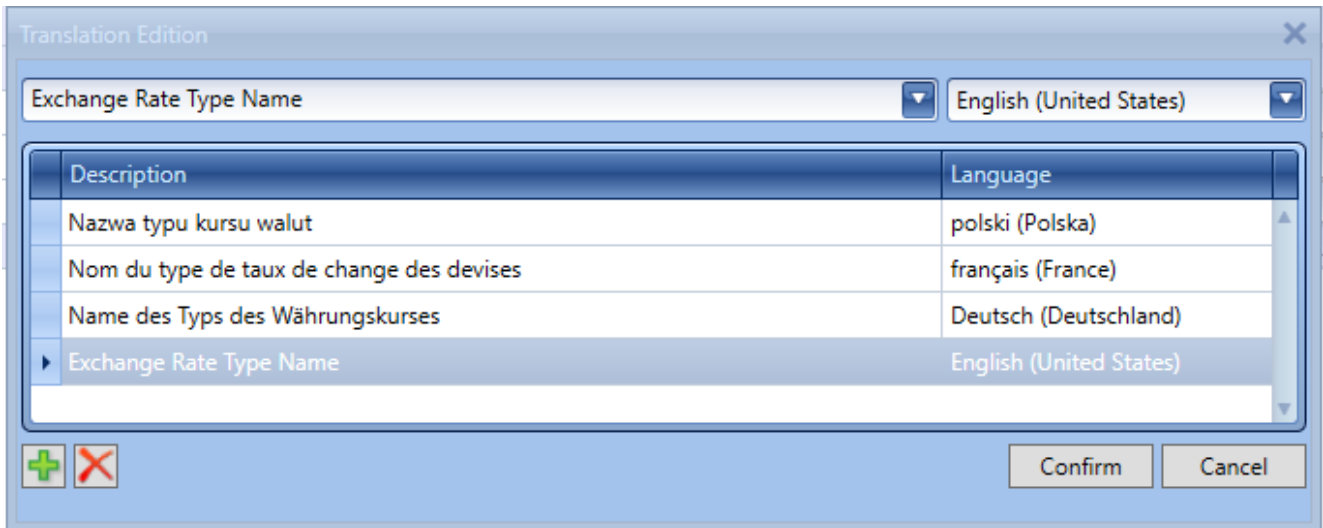 Translation Edition
Exchange Rate Type Name English (United States)
Description Language
Nazwa typu kursu walut polski (Polska)
Nom du type de taux de change des devises français (France)
Name des Typs des Währungskurses Deutsch (Deutschland)
Exchange Rate Type Name English (United States)
Confirm Cancel